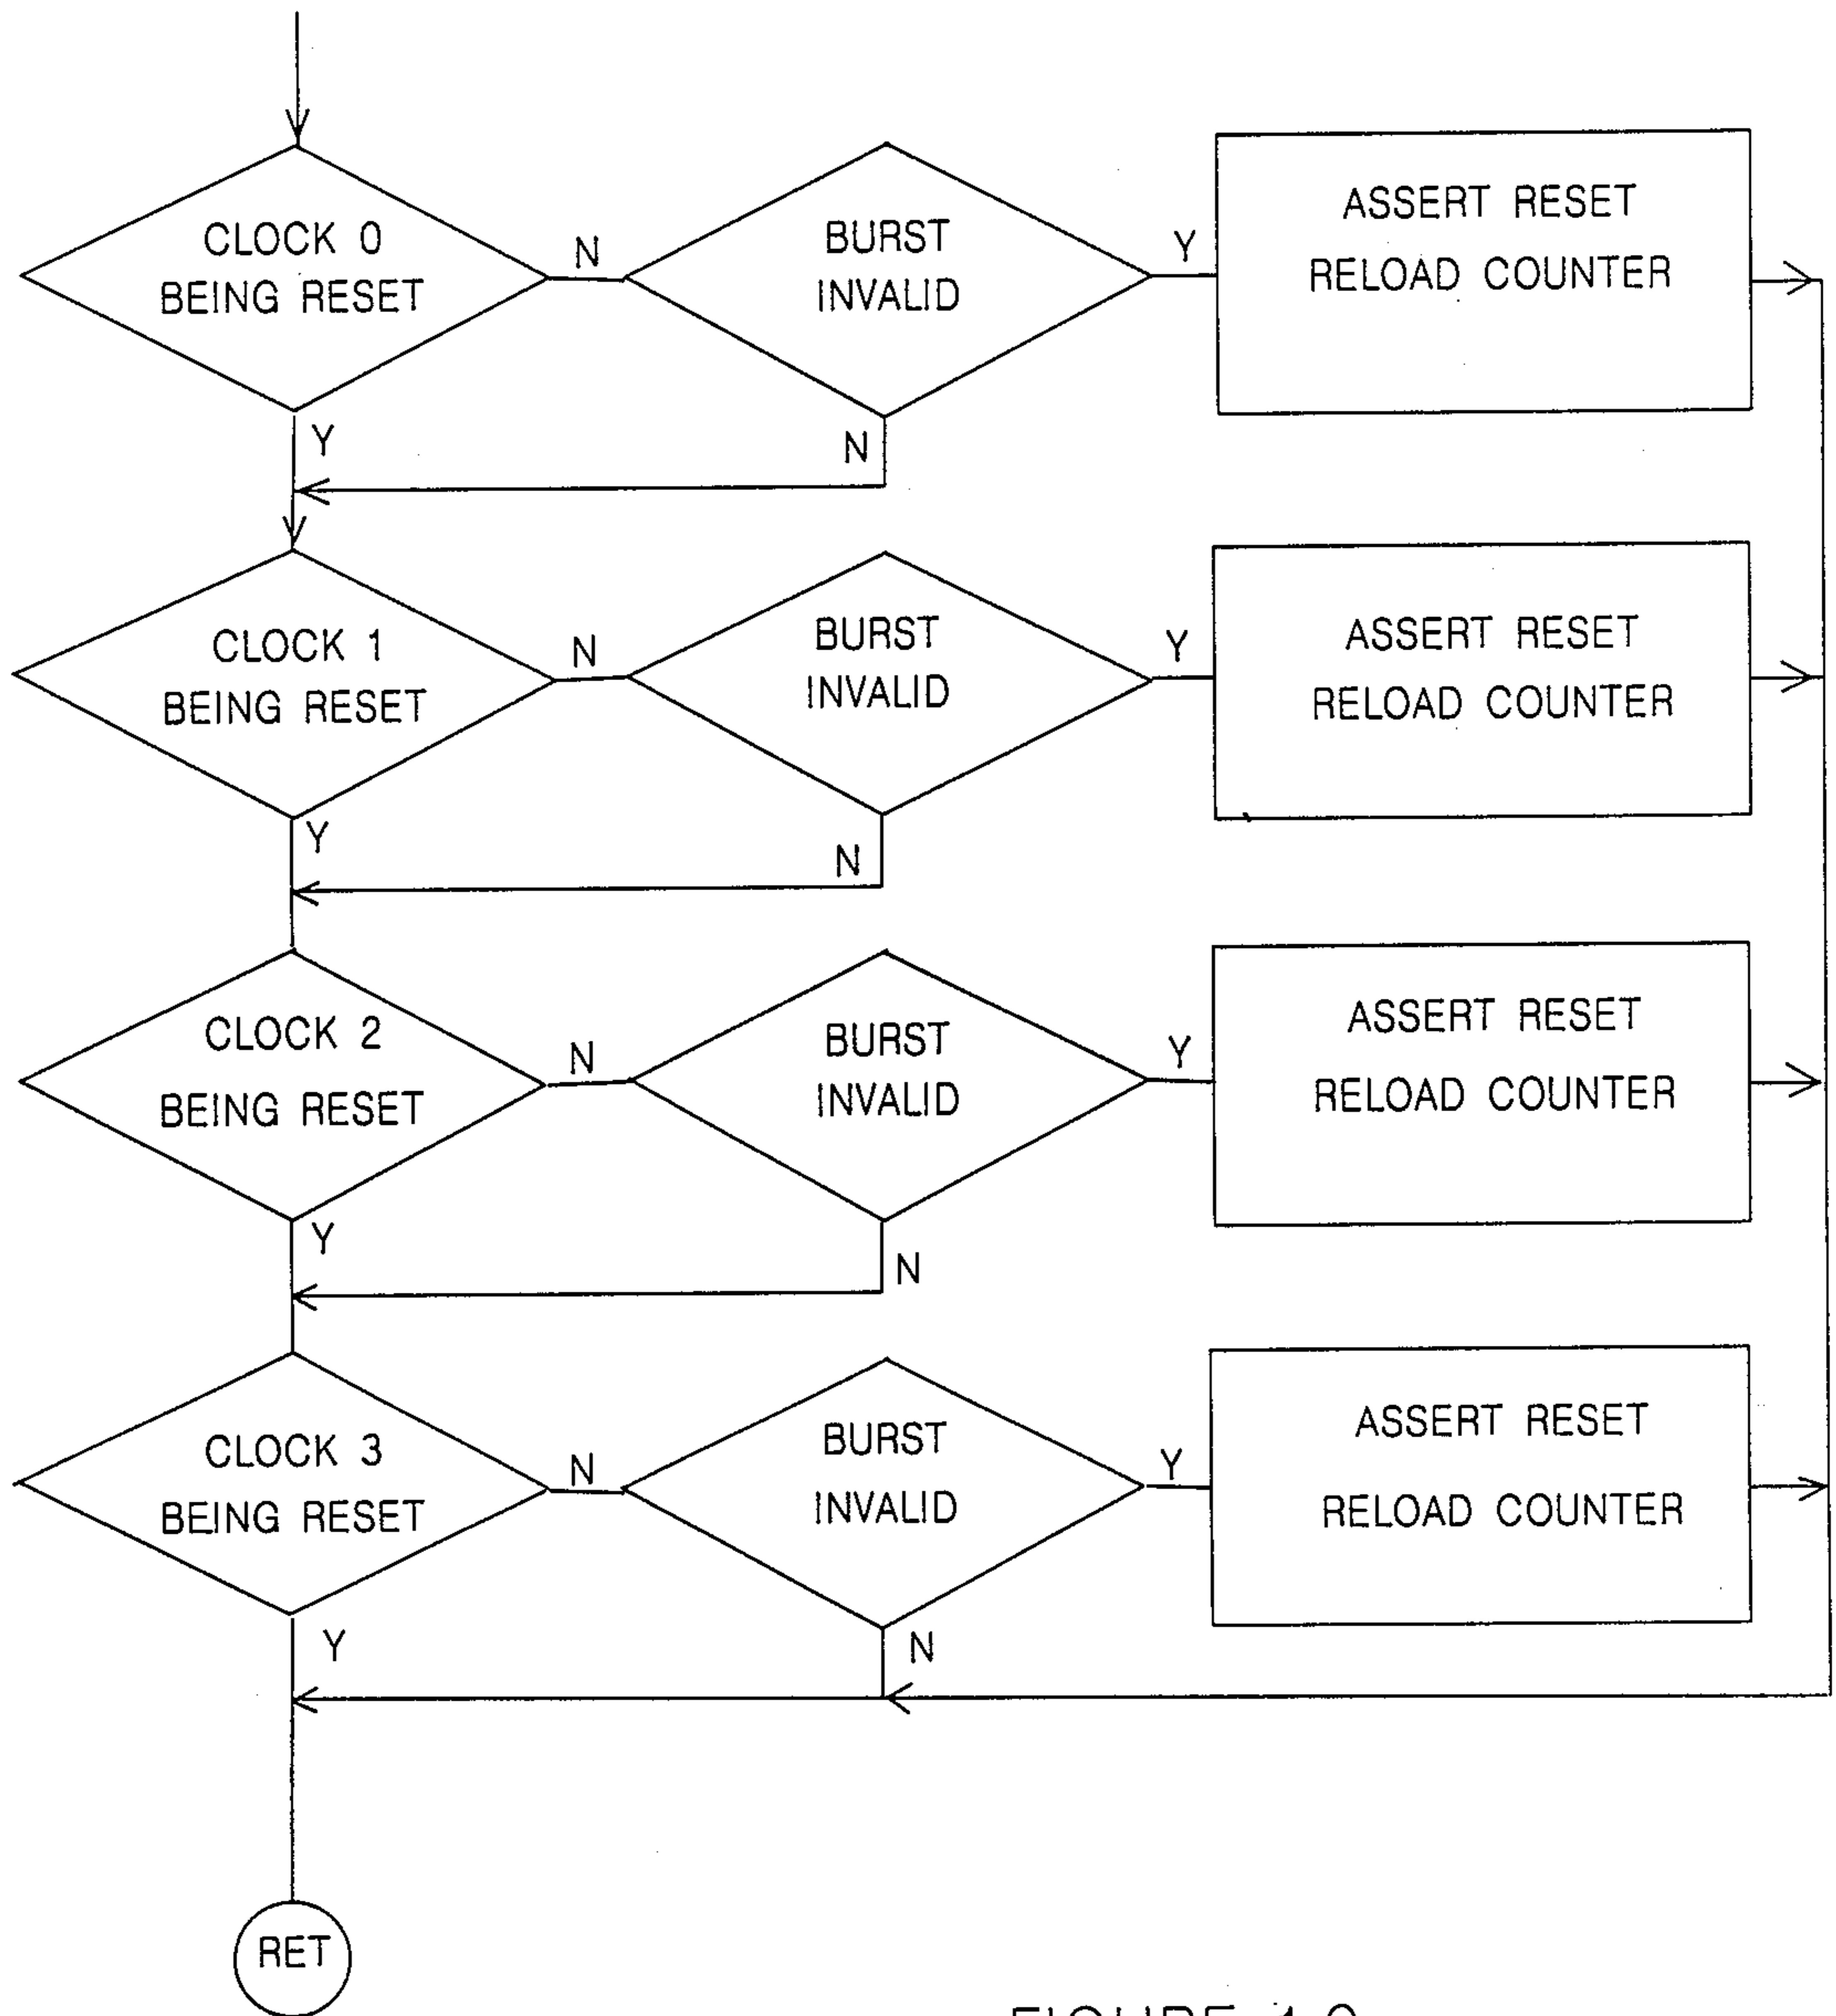 CLOCK 0
BEING RESET
N
BURST
INVALID
Y
ASSERT RESET
RELOAD COUNTER
Y
N
CLOCK 1
BEING RESET
N
BURST
INVALID
Y
ASSERT RESET
RELOAD COUNTER
Y
N
CLOCK 2
BEING RESET
N
BURST
INVALID
Y
ASSERT RESET
RELOAD COUNTER
Y
N
CLOCK 3
BEING RESET
N
BURST
INVALID
Y
ASSERT RESET
RELOAD COUNTER
Y
N
RET
FIGURE